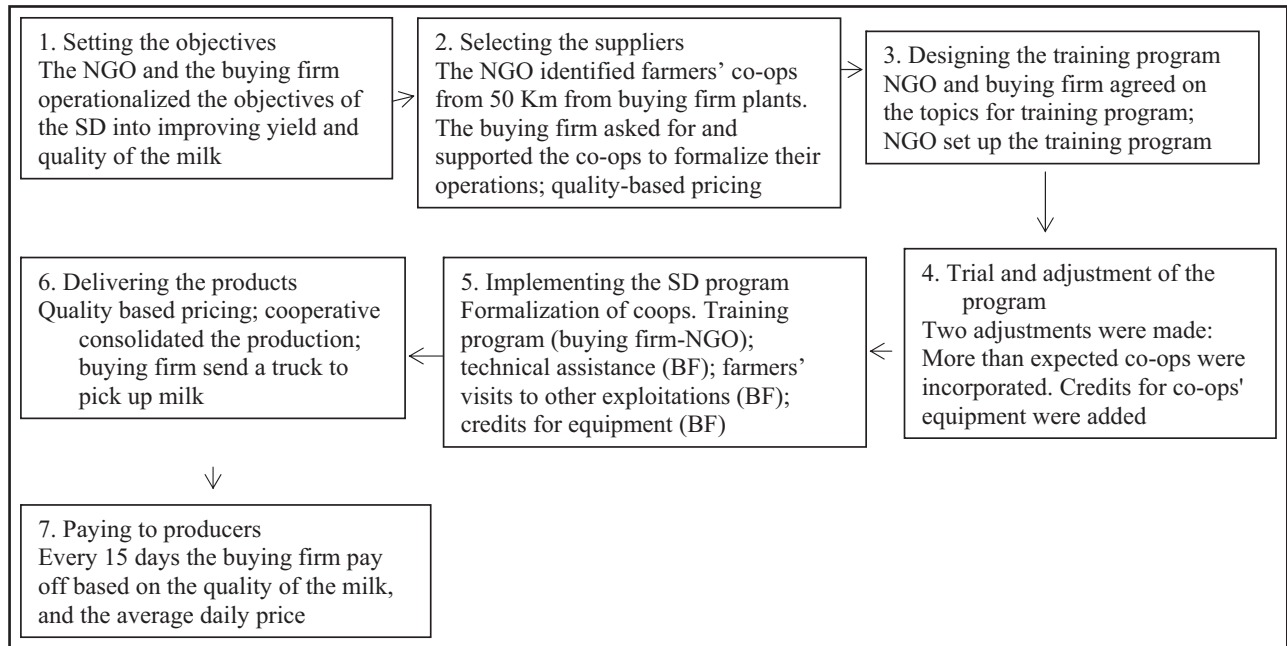 1. Setting the objectives
The NGO and the buying firm
operationalized the objectives of
the SD into improving yield and
quality of the milk
2. Selecting the suppliers
The NGO identified farmers’ co-ops
from 50 Km from buying firm plants.
The buying firm asked for and
supported the co-ops to formalize their
operations; quality-based pricing
3. Designing the training program
NGO and buying firm agreed on
the topics for training program;
NGO set up the training program
4. Trial and adjustment of the
program
Two adjustments were made:
More than expected co-ops were
incorporated. Credits for co-ops'
equipment were added
5. Implementing the SD program
Formalization of coops. Training
program (buying firm-NGO);
technical assistance (BF); farmers’
visits to other exploitations (BF);
credits for equipment (BF)
6. Delivering the products
Quality based pricing; cooperative
consolidated the production;
buying firm send a truck to
pick up milk
7. Paying to producers
Every 15 days the buying firm pay
off based on the quality of the milk,
and the average daily price